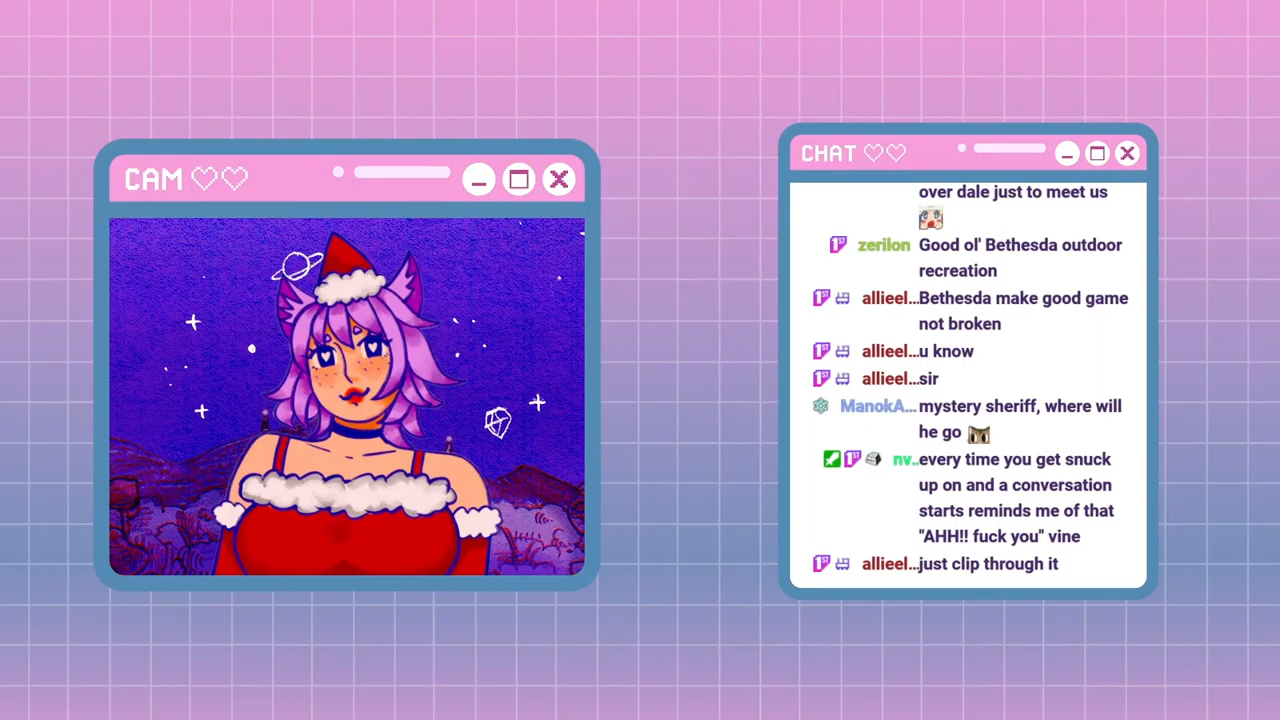 CAM
CHAT
over dale just to meet us
zerilon Good ol' Bethesda outdoor
recreation
allieel...Bethesda make good game
not broken
allieel...u know
allieel...sir
ManokA... mystery sheriff, where will
he go
nv..every time you get snuck
up on and a conversation
starts reminds me of that
"AHH!! fuck you" vine
allieel...just clip through it